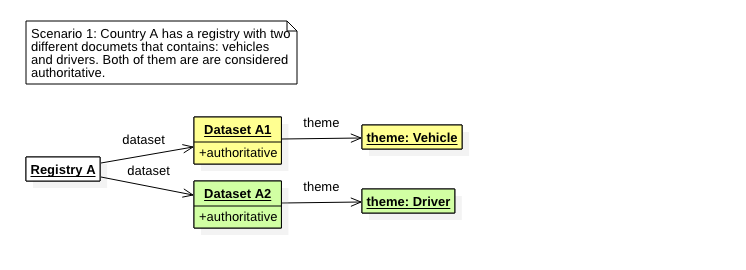 Scenario 1: Country A has a registry with two
different documets that contains: vehicles
and drivers. Both of them are are considered
authoritative.
Dataset A1
+authoritative
theme
theme: Vehicle
dataset
Registry A
dataset
Dataset A2
+authoritative
theme
theme: Driver